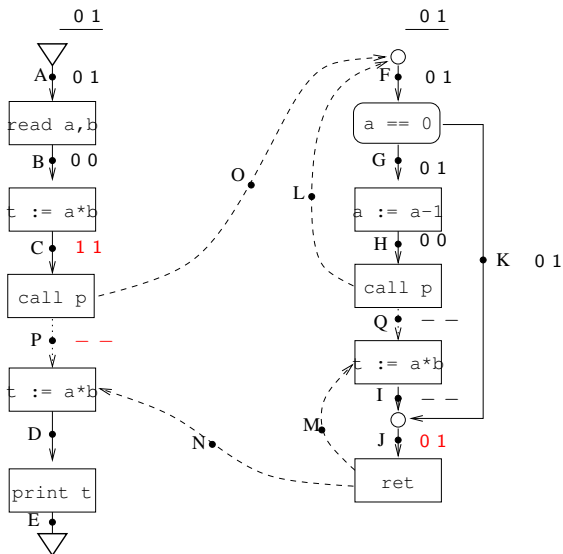 0 1
A 0 1
read a,b
B 0 0
t := a*b
C 1 1
call p
P – –
t := a*b
D
print t
E
O
N
0 1
F 0 1
a == 0
G 0 1
a := a-1
H 0 0
call p
Q – –
t := a*b
I – –
J 0 1
ret
L
M
K 0 1